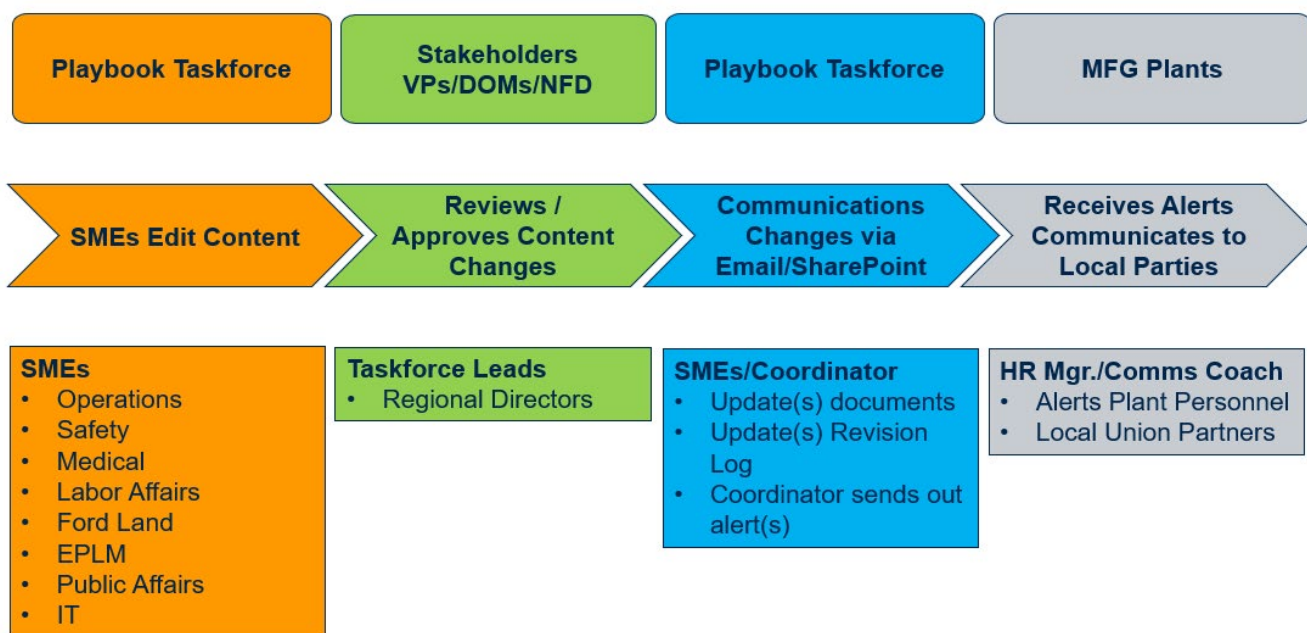 Playbook Taskforce
Stakeholders
VPs/DOMs/NFD
Playbook Taskforce
MFG Plants
SMEs Edit Content
Reviews /
Approves Content
Changes
Communications
Changes via
Email/SharePoint
Receives Alerts
Communicates to
Local Parties
SMEs
• Operations
• Safety
• Medical
• Labor Affairs
• Ford Land
• EPLM
• Public Affairs
• IT
Taskforce Leads
• Regional Directors
SMEs/Coordinator
• Update(s) documents
• Update(s) Revision
Log
• Coordinator sends out
alert(s)
HR Mgr./Comms Coach
• Alerts Plant Personnel
• Local Union Partners